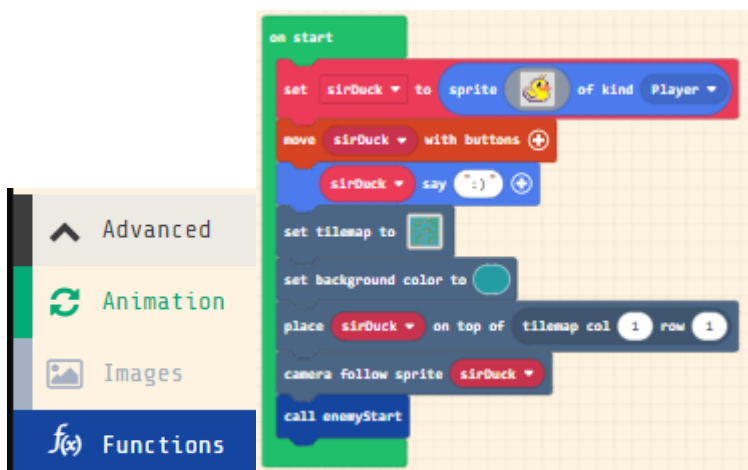 Advanced
Animation
Images
f(x) Functions
on start
set sirDuck to sprite of kind Player
move sirDuck with buttons
sirDuck say ":)"
set tilemap to
set background color to
place sirDuck on top of tilemap col 1 row 1
camera follow sprite sirDuck
call enemyStart